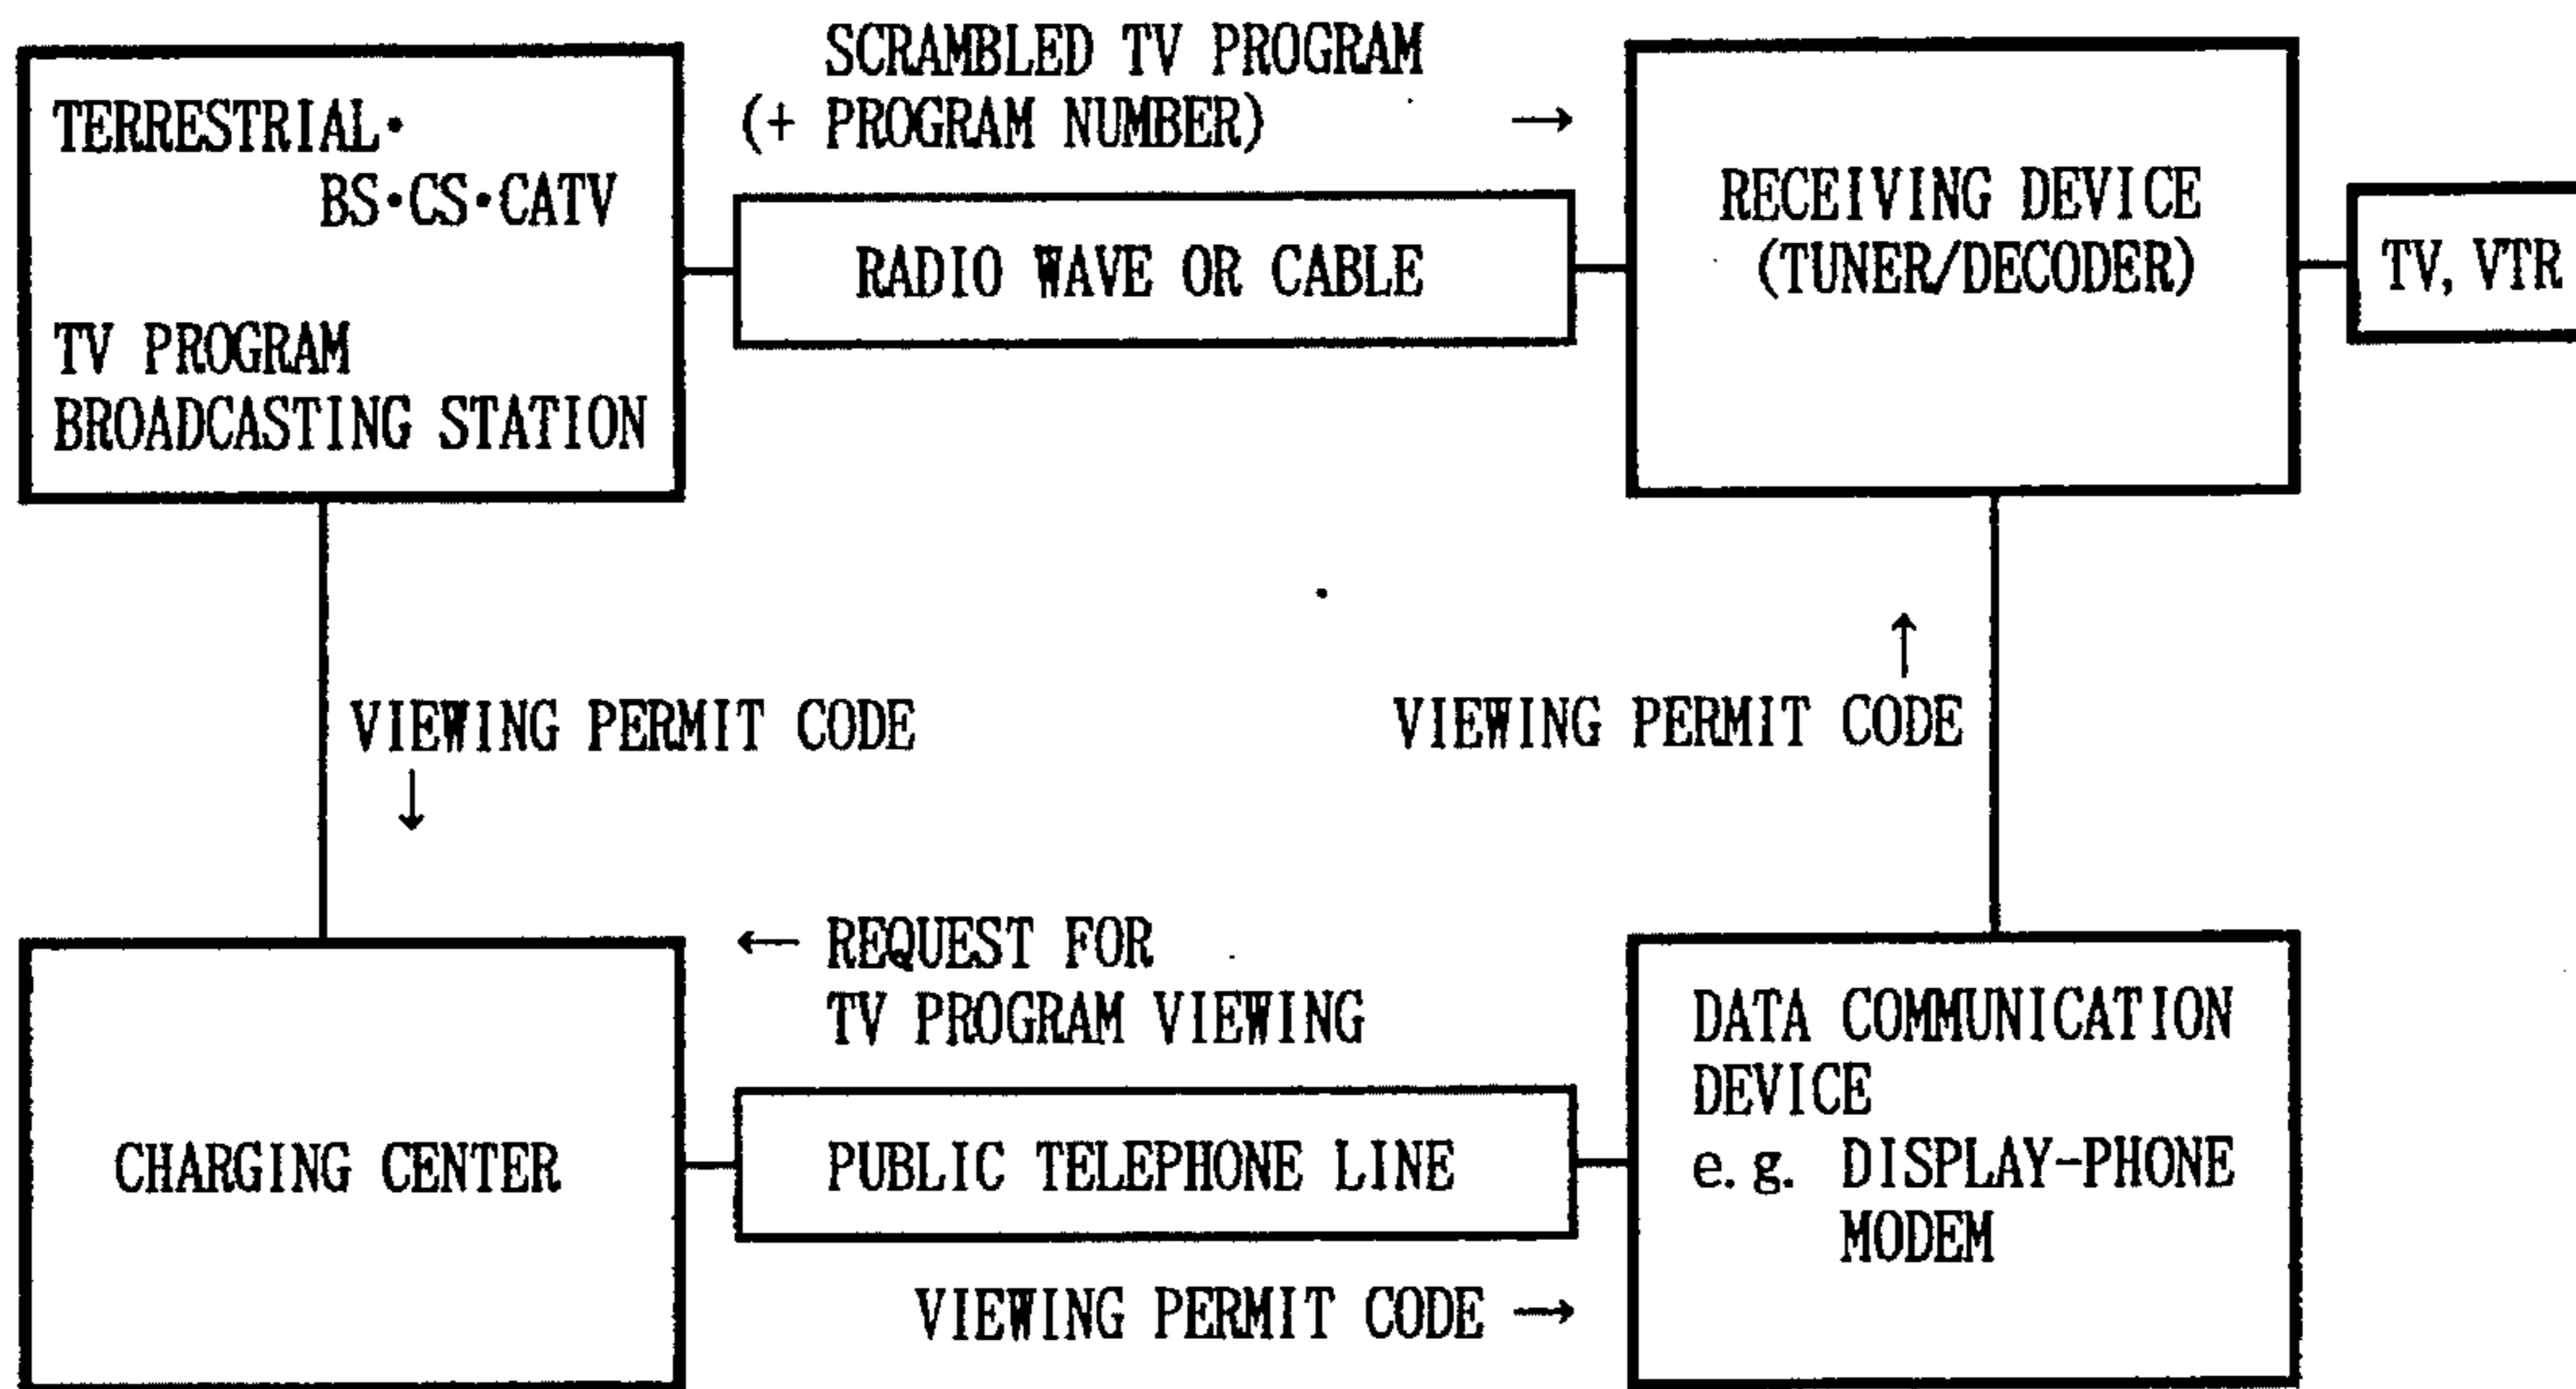 TERRESTRIAL・
BS・CS・CATV
TV PROGRAM
BROADCASTING STATION
SCRAMBLED TV PROGRAM
(+ PROGRAM NUMBER) →
RADIO WAVE OR CABLE
RECEIVING DEVICE
(TUNER/DECODER)
TV, VTR
VIEWING PERMIT CODE
↓
↑
VIEWING PERMIT CODE
CHARGING CENTER
← REQUEST FOR
TV PROGRAM VIEWING
PUBLIC TELEPHONE LINE
VIEWING PERMIT CODE →
DATA COMMUNICATION
DEVICE
e.g. DISPLAY-PHONE
MODEM